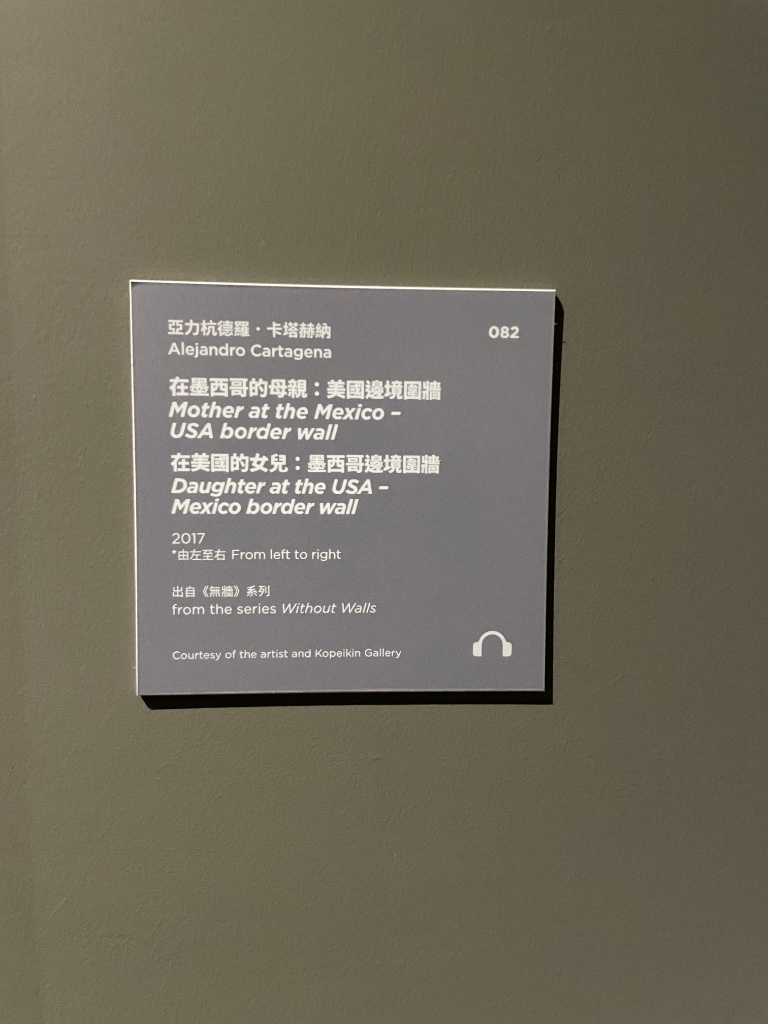 亞力杭德羅・卡塔赫納
082
Alejandro Cartagena
在墨西哥的母親：美國邊境圍牆
Mother at the Mexico –
USA border wall
在美國的女兒：墨西哥邊境圍牆
Daughter at the USA –
Mexico border wall
2017
*由左至右 From left to right
出自《無牆》系列
from the series Without Walls
Courtesy of the artist and Kopeikin Gallery